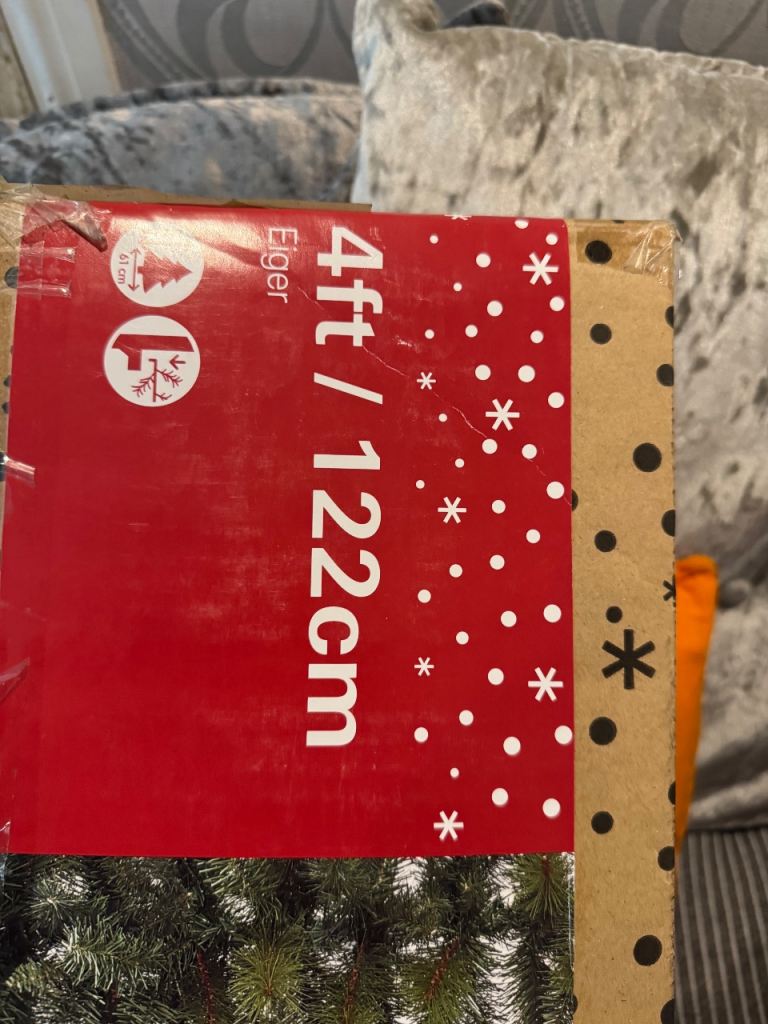 4ft / 122cm
Eiger
61 cm